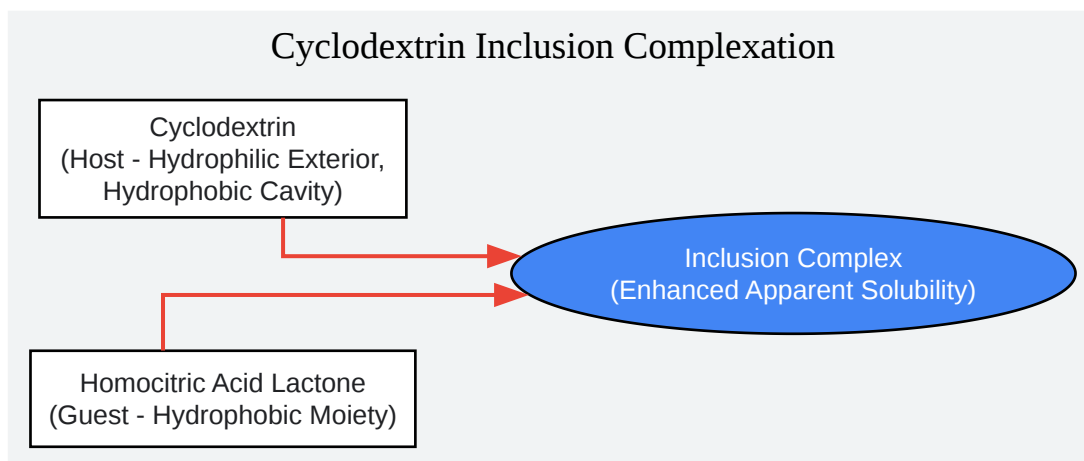 Cyclodextrin Inclusion Complexation
Cyclodextrin
(Host - Hydrophilic Exterior,
Hydrophobic Cavity)
Inclusion Complex
(Enhanced Apparent Solubility)
Homocitric Acid Lactone
(Guest - Hydrophobic Moiety)